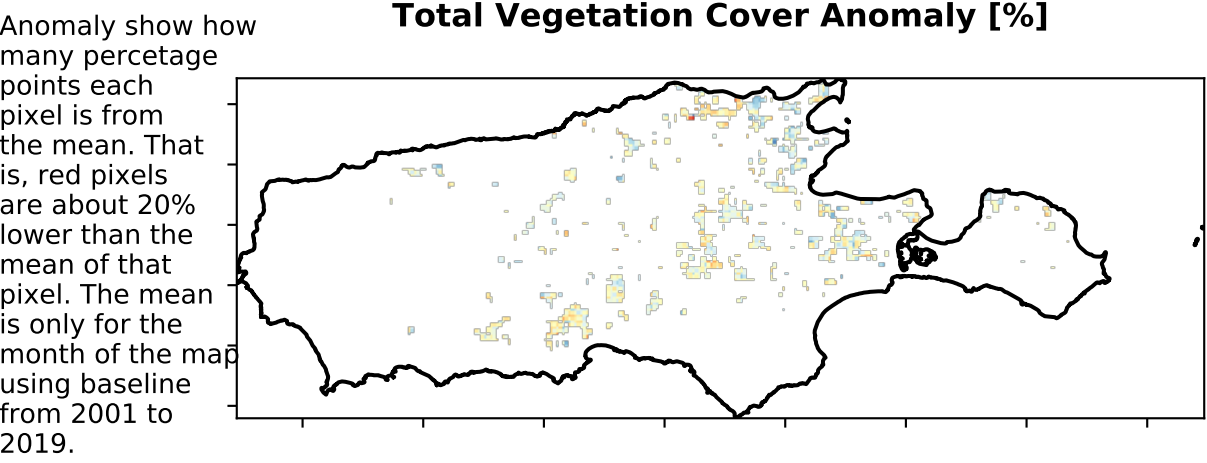 Total Vegetation Cover Anomaly [%]
Anomaly show how
many percetage
points each
pixel is from
the mean. That
is, red pixels
are about 20%
lower than the
mean of that
pixel. The mean
is only for the
month of the map
using baseline
from 2001 to
2019.